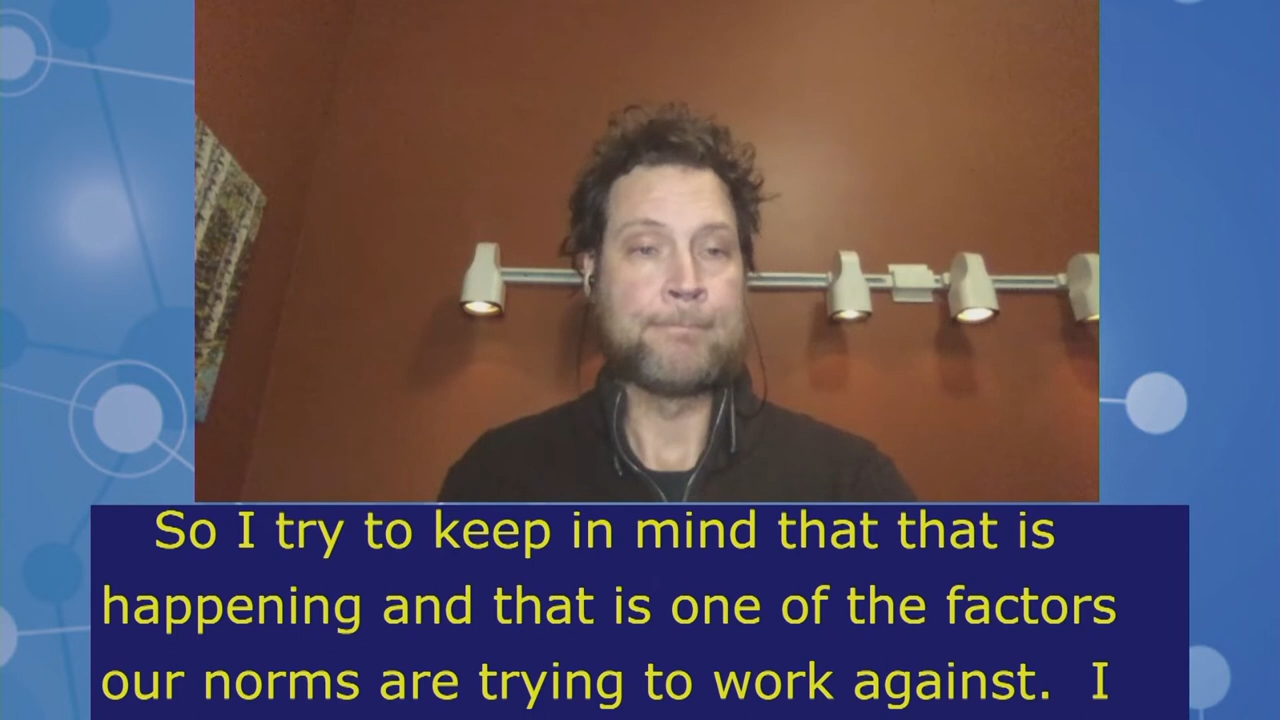 So I try to keep in mind that that is
happening and that is one of the factors
our norms are trying to work against.  I